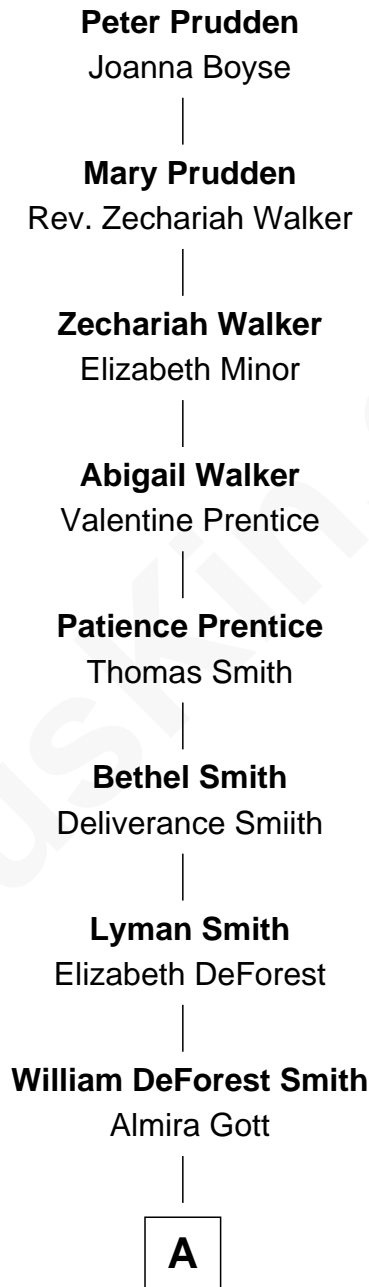 Peter Prudden
Joanna Boyse
Mary Prudden
Rev. Zechariah Walker
Zechariah Walker
Elizabeth Minor
Abigail Walker
Valentine Prentice
Patience Prentice
Thomas Smith
Bethel Smith
Deliverance Smiith
Lyman Smith
Elizabeth DeForest
William DeForest Smith
Almira Gott
A